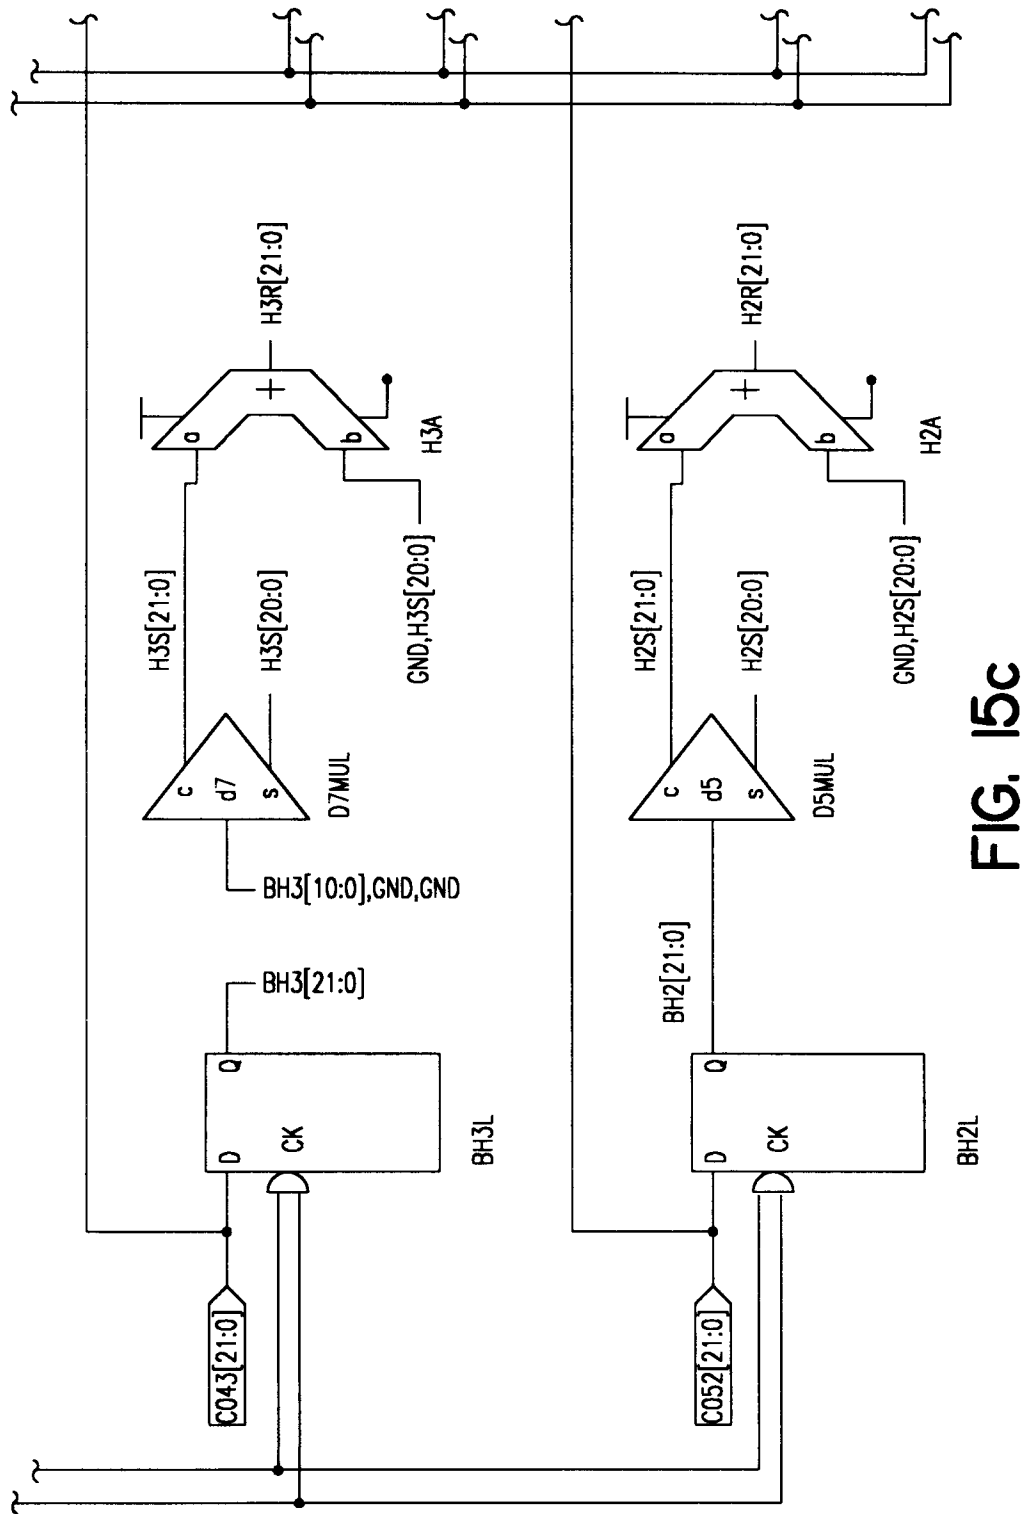 CO43[21:0]
D
Q
CK
BH3L
BH3[21:0]
BH3[10:0],GND,GND
c
d7
s
D7MUL
H3S[21:0]
H3S[20:0]
GND,H3S[20:0]
a
+
b
H3A
H3R[21:0]
CO52[21:0]
D
Q
CK
BH2L
BH2[21:0]
c
d5
s
D5MUL
H2S[21:0]
H2S[20:0]
GND,H2S[20:0]
a
+
b
H2A
H2R[21:0]
FIG. 15c